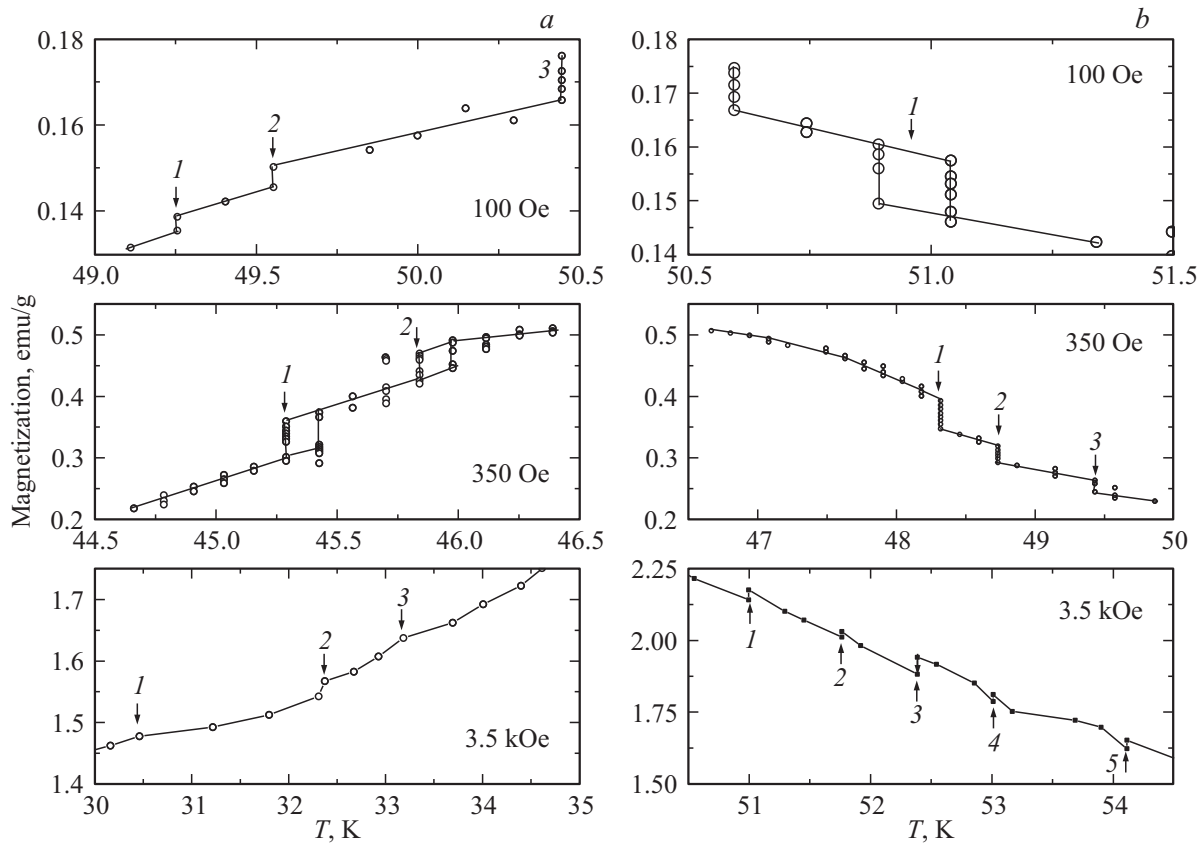 a
0.18
0.16
0.14
1
2
3
100 Oe
49.0 49.5 50.0 50.5
b
0.18
0.17
0.16
0.15
0.14
1
100 Oe
50.5 51.0 51.5
Magnetization, emu/g
0.5
0.4
0.3
0.2
1
2
350 Oe
44.5 45.0 45.5 46.0 46.5
0.5
0.4
0.3
0.2
1
2
3
350 Oe
47 48 49 50
1.7
1.6
1.5
1.4
1
2
3
3.5 kOe
30 31 32 33 34 35
T, K
2.25
2.00
1.75
1.50
1
2
3
4
5
3.5 kOe
51 52 53 54
T, K